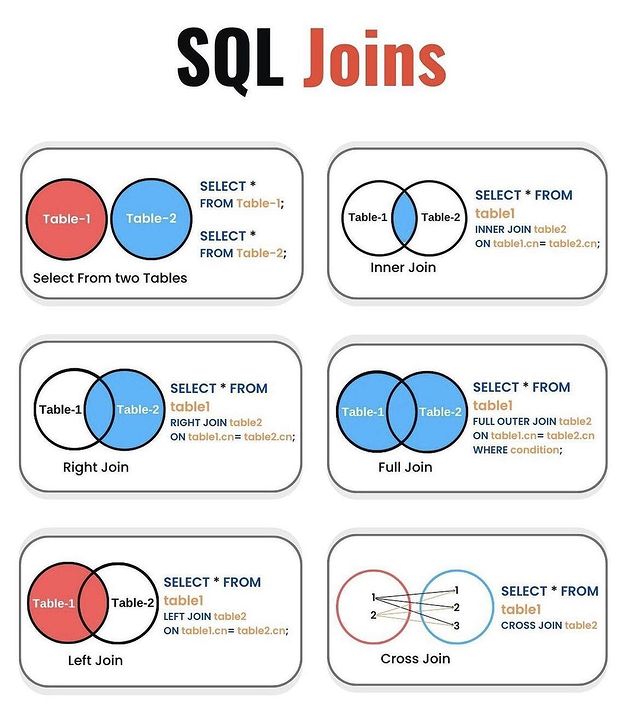 SQL Joins
Table-1
Table-2
SELECT *
FROM Table-1;
SELECT *
FROM Table-2;
Select From two Tables
Table-1
Table-2
SELECT * FROM
table1
INNER JOIN table2
ON table1.cn= table2.cn;
Inner Join
Table-1
Table-2
SELECT * FROM
table1
RIGHT JOIN table2
ON table1.cn= table2.cn;
Right Join
Table-1
Table-2
SELECT * FROM
table1
FULL OUTER JOIN table2
ON table1.cn= table2.cn
WHERE condition;
Full Join
Table-1
Table-2
SELECT * FROM
table1
LEFT JOIN table2
ON table1.cn= table2.cn;
Left Join
1
2
1
2
3
SELECT * FROM
table1
CROSS JOIN table2
Cross Join